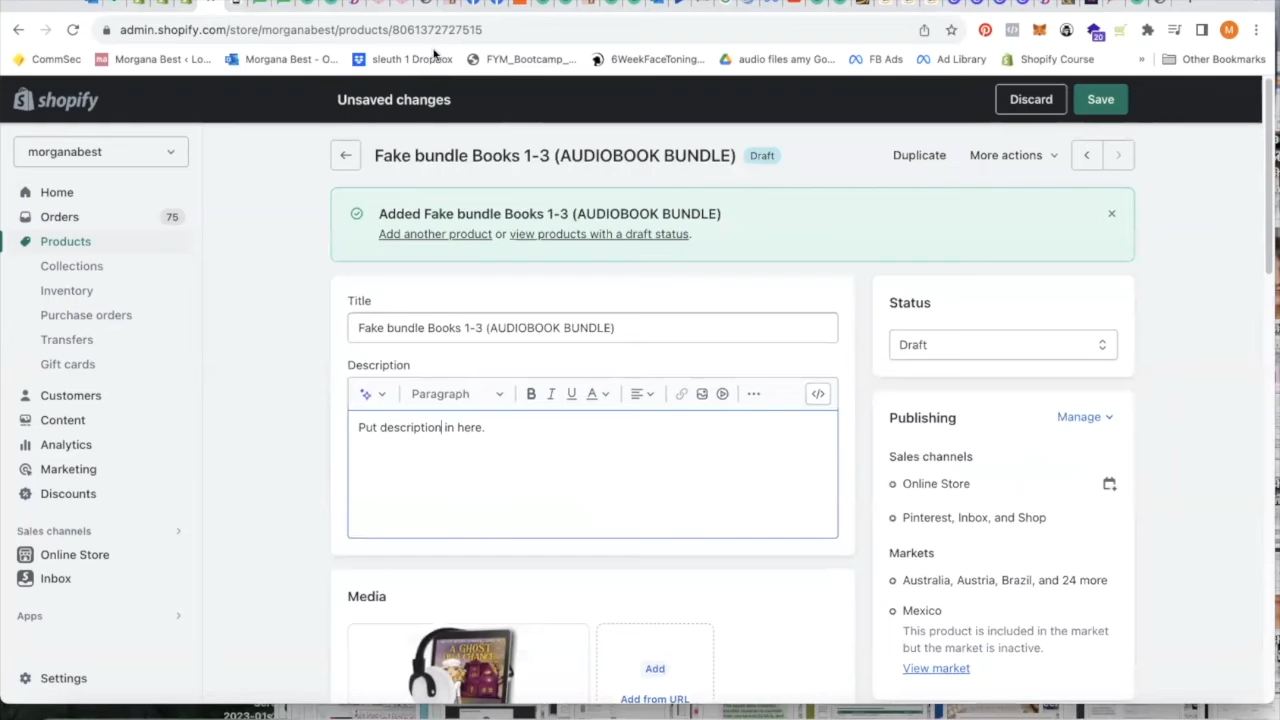 admin.shopify.com/store/morganabest/products/8061372727515
20
M
CommSec
Morgana Best ‹ Lo...
Morgana Best - O...
sleuth 1 Dropbox
FYM_Bootcamp_...
6WeekFaceToning...
audio files amy Go...
FB Ads
Ad Library
Shopify Course
»
Other Bookmarks
shopify
Unsaved changes
Discard
Save
morganabest
Home
Orders
75
Products
Collections
Inventory
Purchase orders
Transfers
Gift cards
Customers
Content
Analytics
Marketing
Discounts
Sales channels
Online Store
Inbox
Apps
Settings
Fake bundle Books 1-3 (AUDIOBOOK BUNDLE)
Draft
Duplicate
More actions
Added Fake bundle Books 1-3 (AUDIOBOOK BUNDLE)
Add another product or view products with a draft status.
Title
Fake bundle Books 1-3 (AUDIOBOOK BUNDLE)
Description
Paragraph
B I U A
Put description in here.
Media
A GHOST
OF A CHANCE
Add
Add from URL
Status
Draft
Publishing
Manage
Sales channels
Online Store
Pinterest, Inbox, and Shop
Markets
Australia, Austria, Brazil, and 24 more
Mexico
This product is included in the market
but the market is inactive.
View market